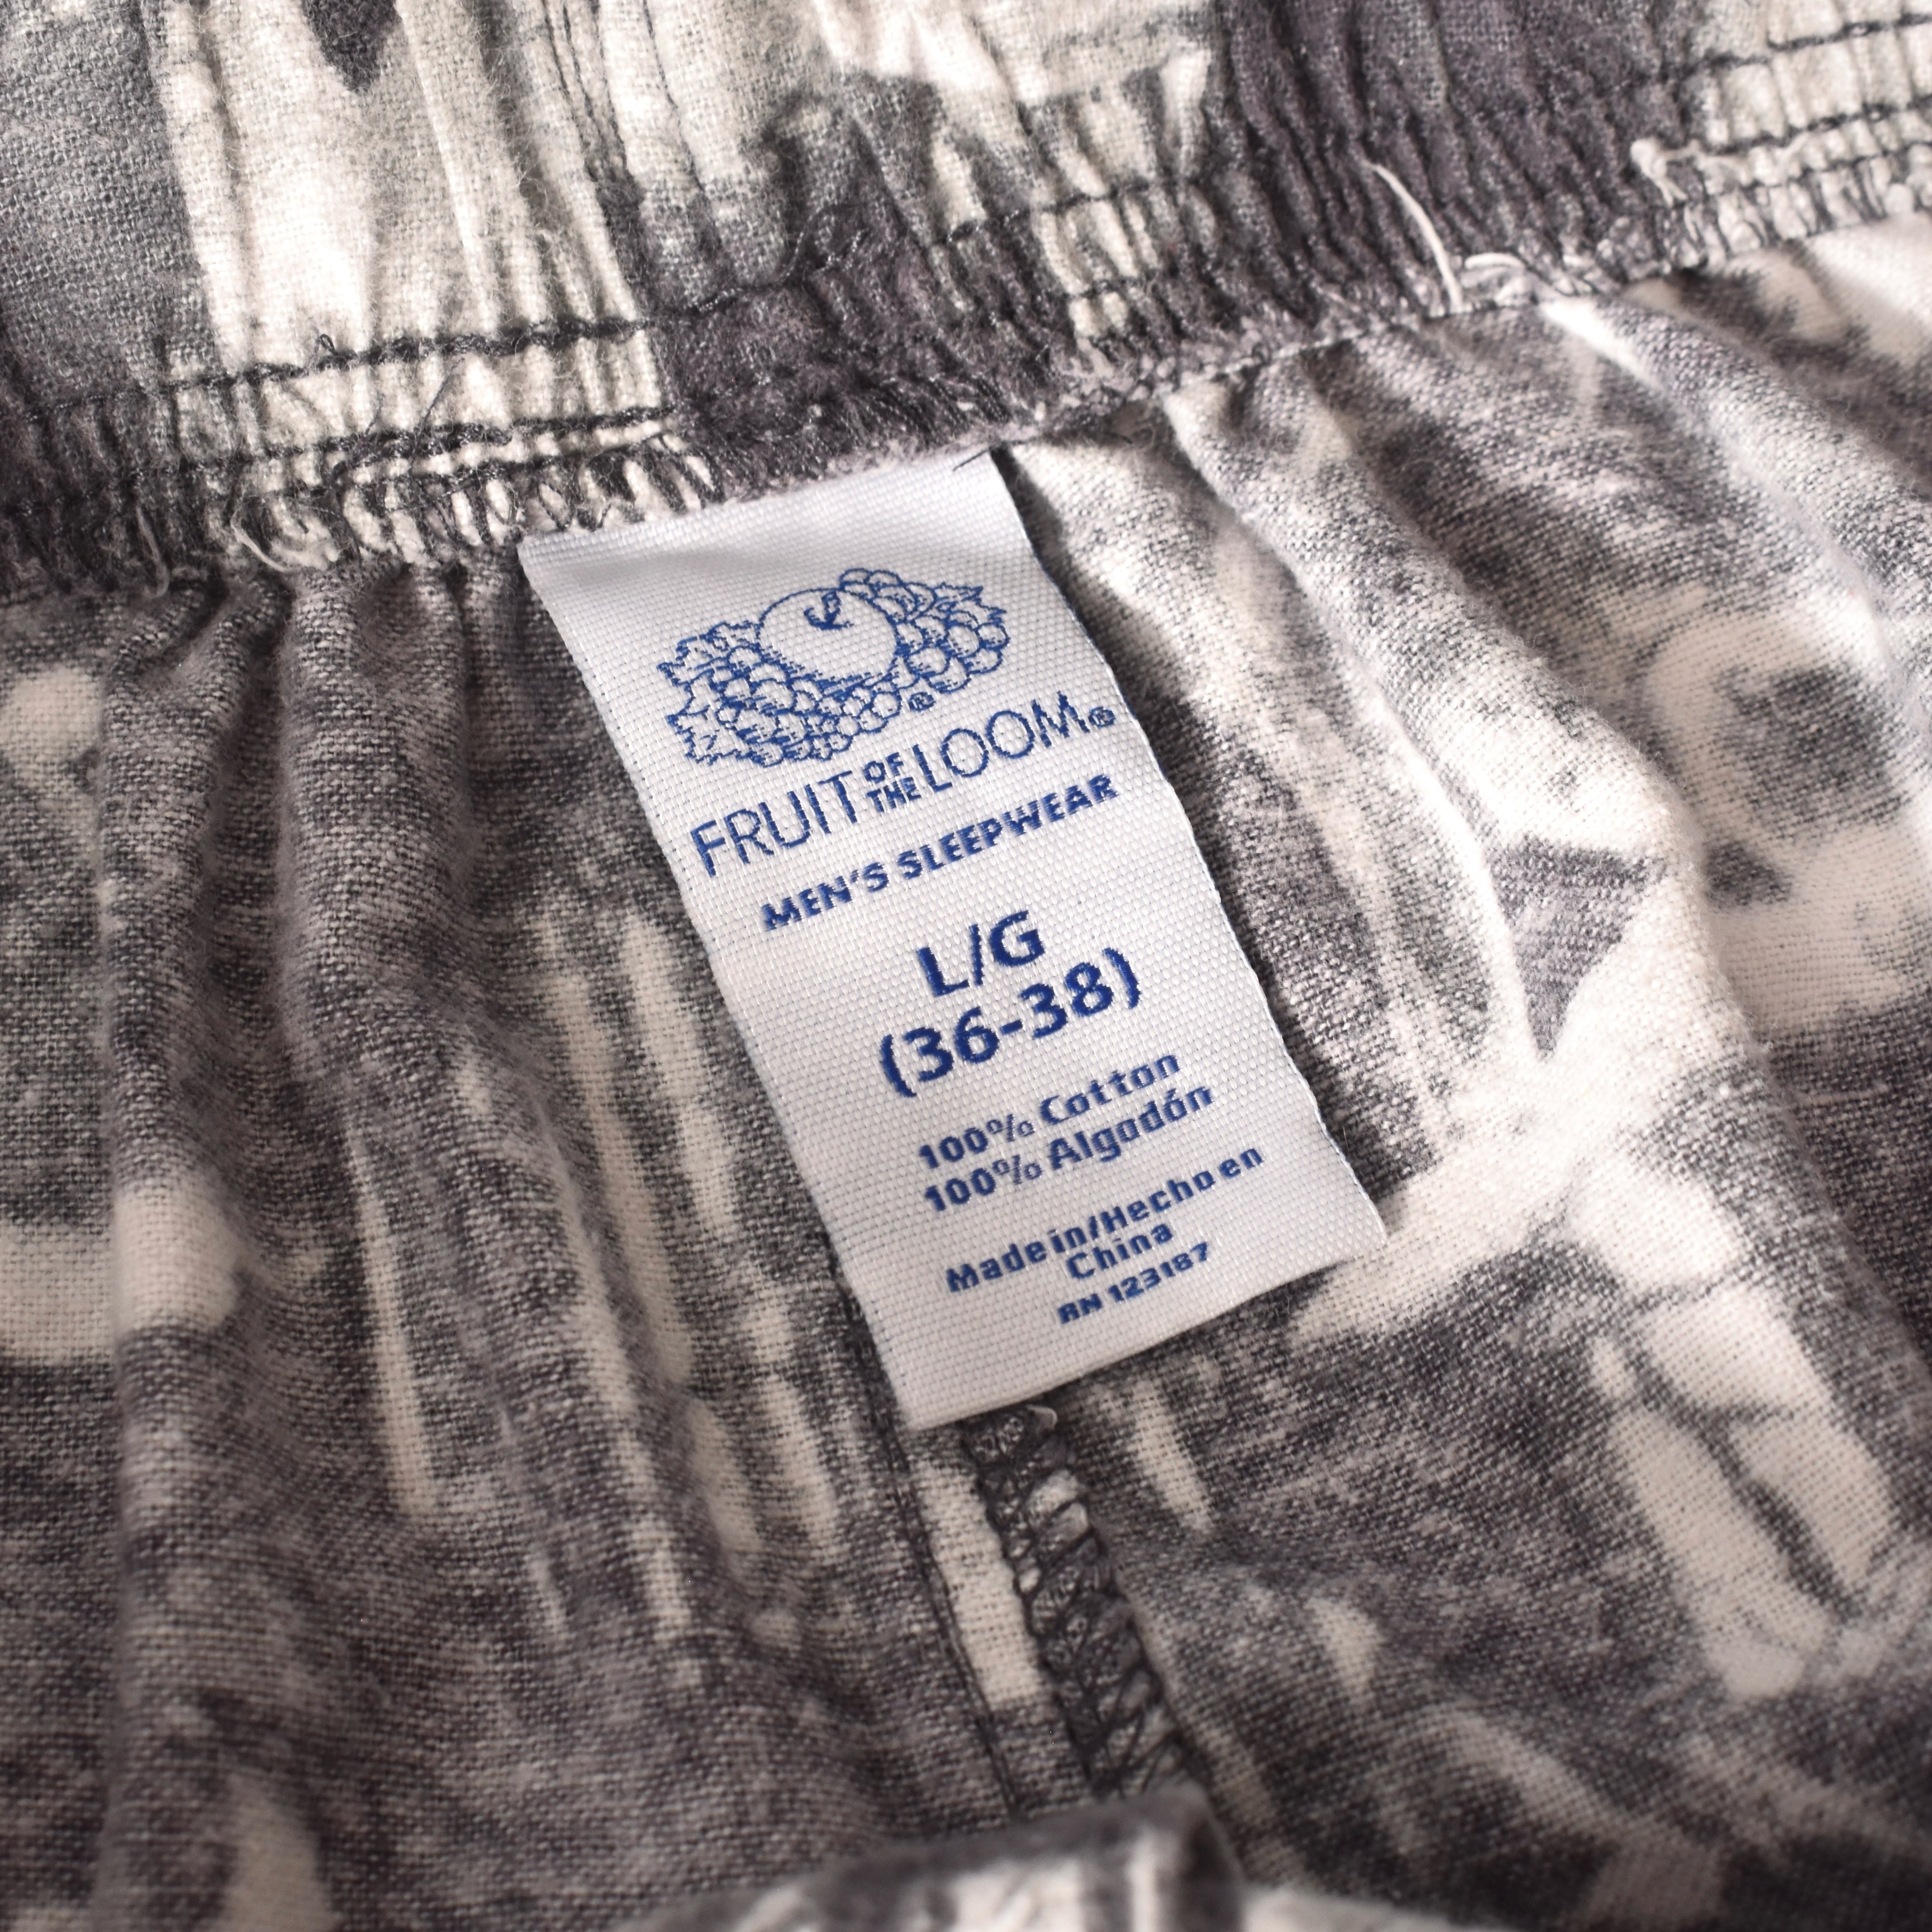 ®
FRUIT OF THE LOOM®
MEN'S SLEEPWEAR
L/G
(36-38)
100% Cotton
100% Algodón
Made in/Hecho en
China
RN 123187